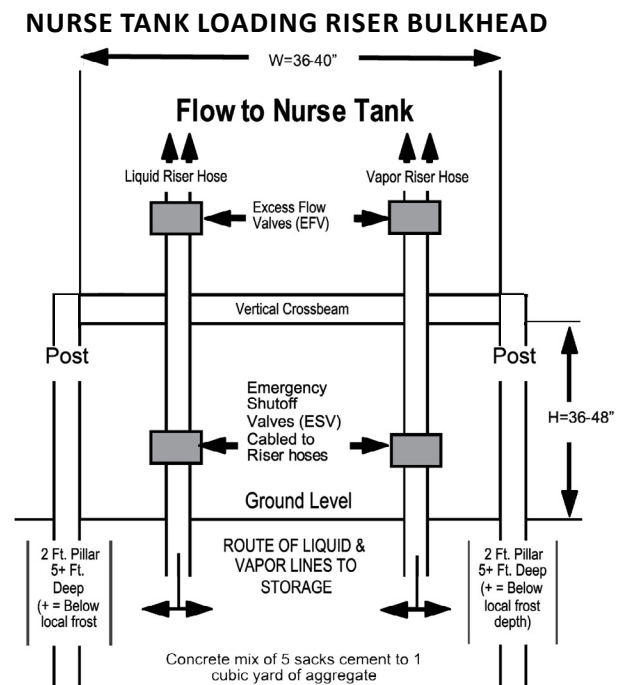 NURSE TANK LOADING RISER BULKHEAD
W=36-40”
Flow to Nurse Tank
Liquid Riser Hose
Vapor Riser Hose
Excess Flow
Valves (EFV)
Vertical Crossbeam
Post
Post
Emergency
Shutoff
Valves (ESV)
Cabled to
Riser hoses
H=36-48”
Ground Level
ROUTE OF LIQUID &
VAPOR LINES TO
STORAGE
2 Ft. Pillar
5+ Ft.
Deep
(+ = Below
local frost
2 Ft. Pillar
5+ Ft. Deep
(+ = Below
local frost
depth)
Concrete mix of 5 sacks cement to 1
cubic yard of aggregate